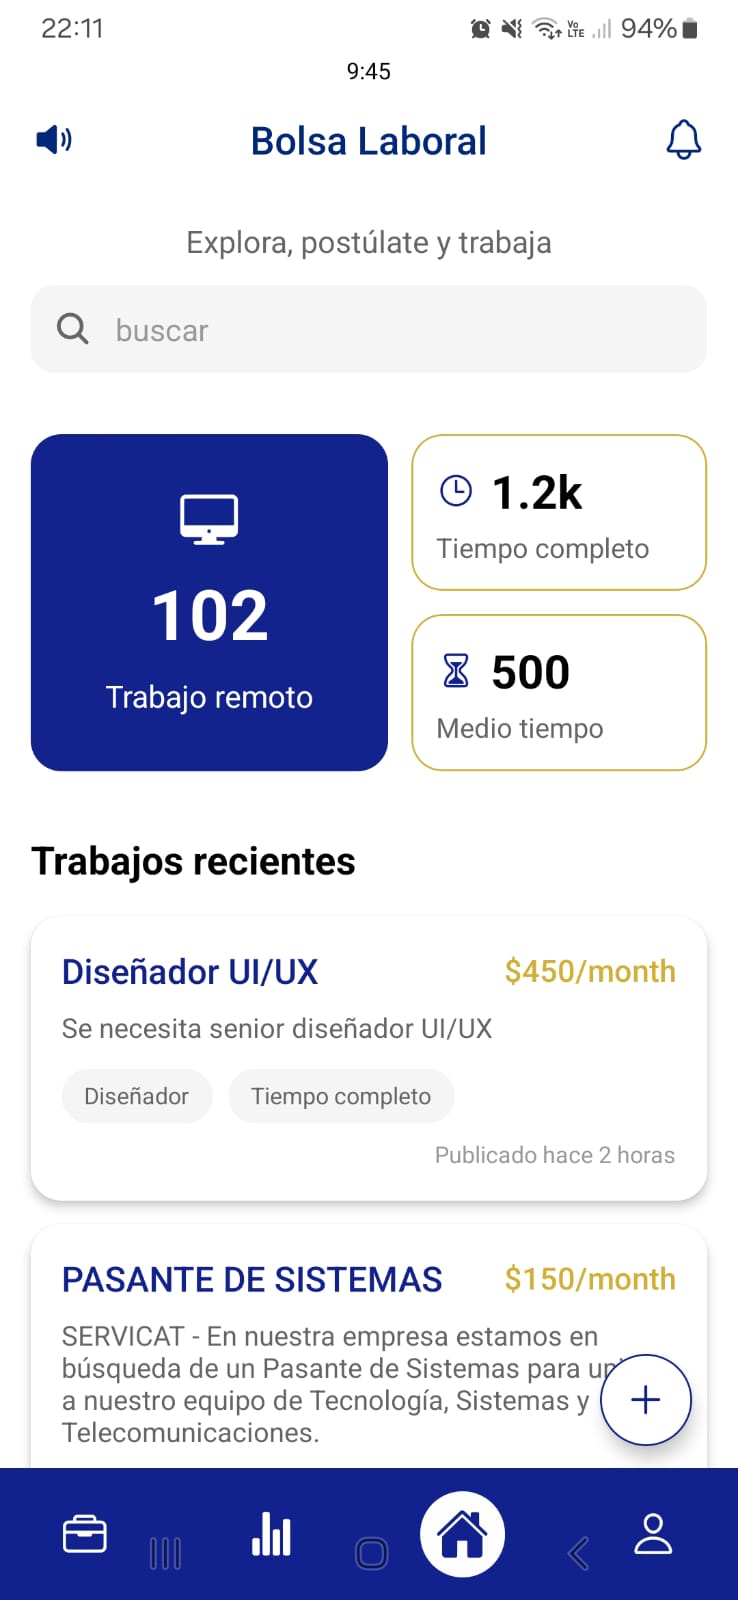 22:11
Vo LTE 94%
9:45
Bolsa Laboral
Explora, postúlate y trabaja
buscar
102
Trabajo remoto
1.2k
Tiempo completo
500
Medio tiempo
Trabajos recientes
Diseñador UI/UX $450/month
Se necesita senior diseñador UI/UX
Diseñador Tiempo completo
Publicado hace 2 horas
PASANTE DE SISTEMAS $150/month
SERVICAT - En nuestra empresa estamos en
búsqueda de un Pasante de Sistemas para
a nuestro equipo de Tecnología, Sistemas y
Telecomunicaciones.